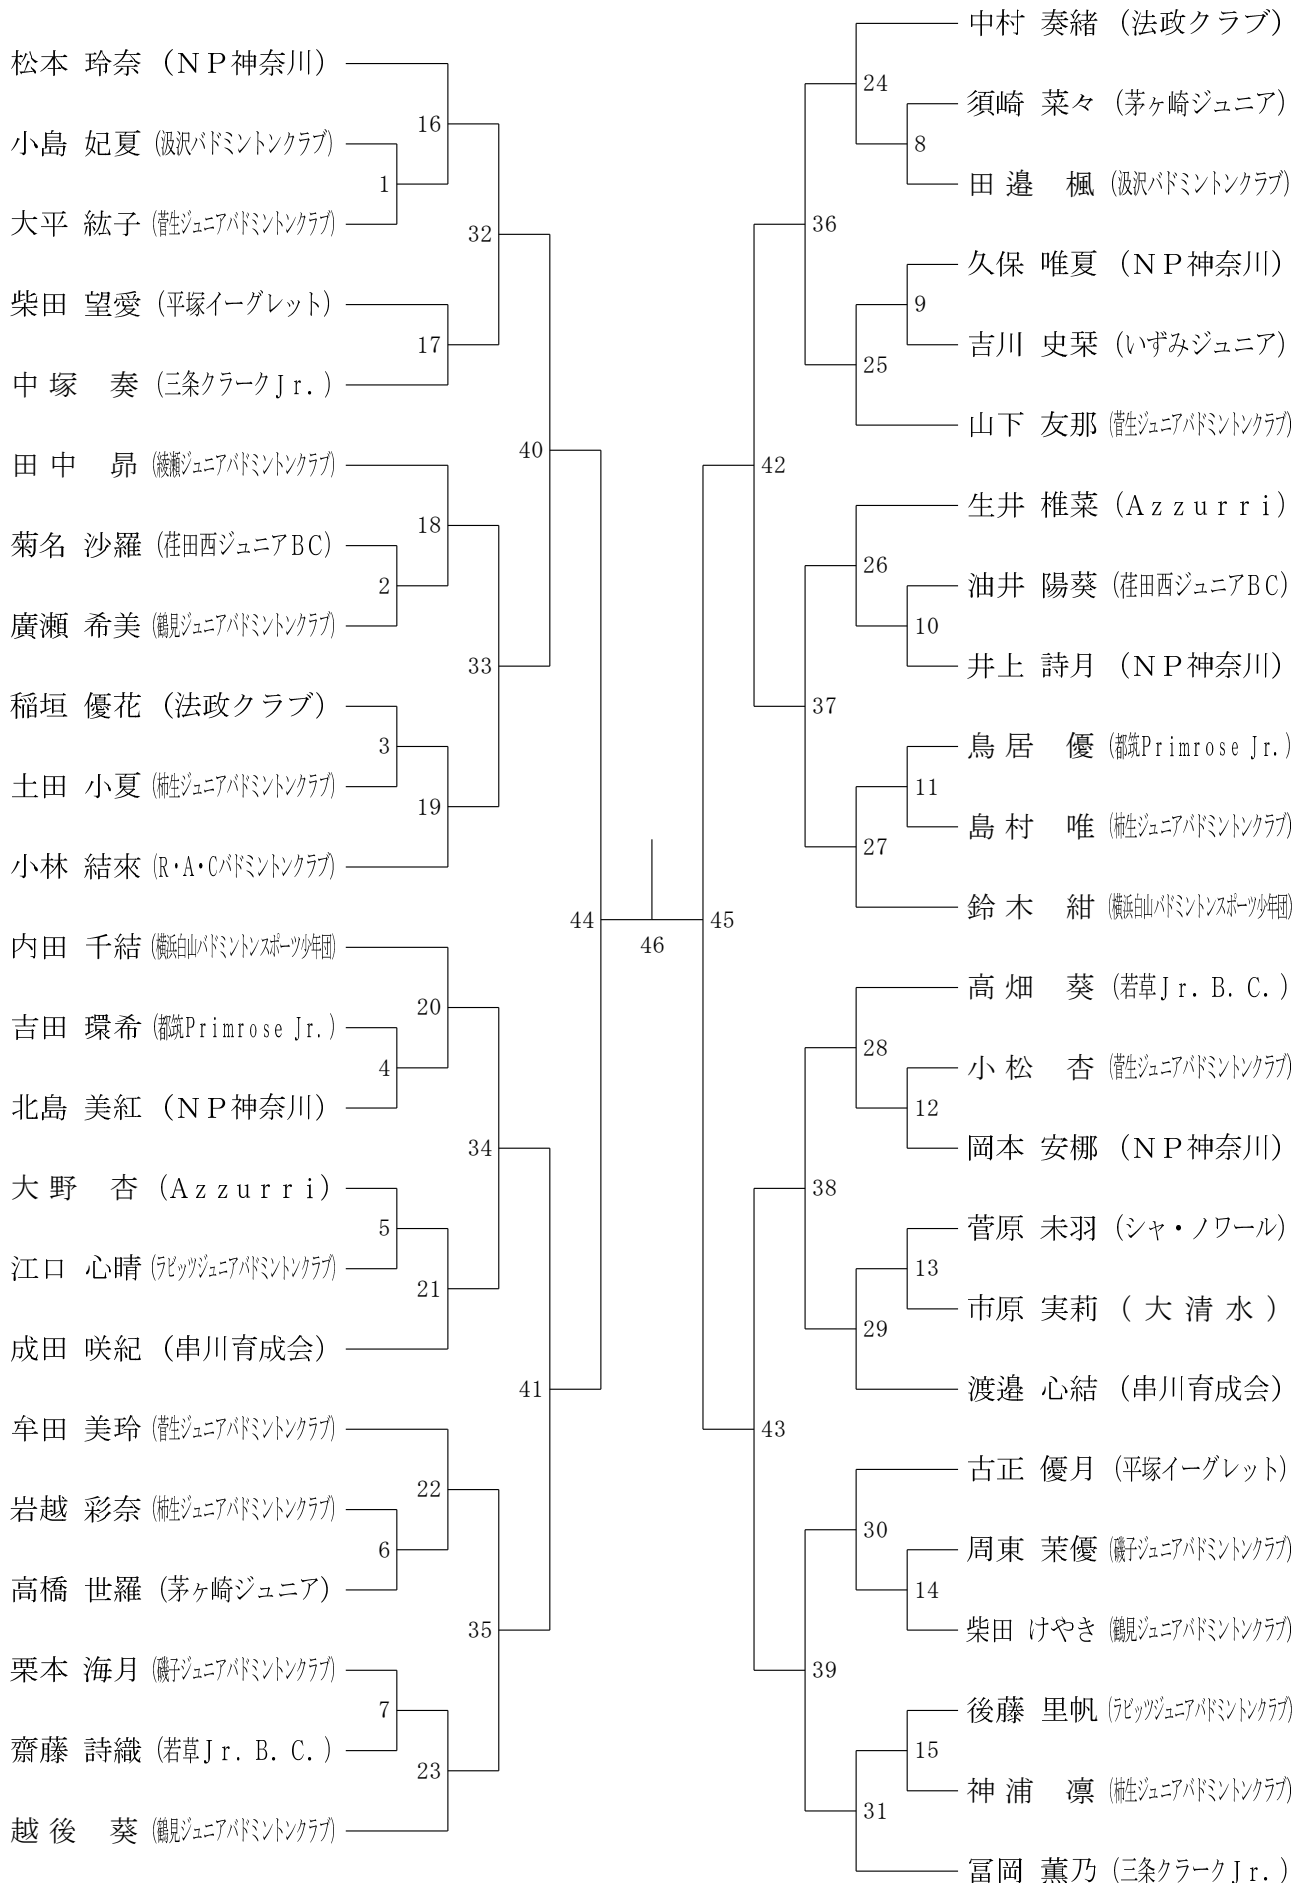 松本 玲奈 (ＮＰ神奈川)
小島 妃夏 (汲沢バドミントンクラブ)
大平 紘子 (菅生ジュニアバドミントンクラブ)
柴田 望愛 (平塚イーグレット)
中塚 奏 (三条クラークJr.)
田中 昴 (綾瀬ジュニアバドミントンクラブ)
菊名 沙羅 (荏田西ジュニアBC)
廣瀬 希美 (鶴見ジュニアバドミントンクラブ)
稲垣 優花 (法政クラブ)
土田 小夏 (柿生ジュニアバドミントンクラブ)
小林 結來 (R・A・Cバドミントンクラブ)
内田 千結 (横浜白山バドミントンスポーツ少年団)
吉田 環希 (都筑Primrose Jr.)
北島 美紅 (ＮＰ神奈川)
大野 杏 (Azzurri)
江口 心晴 (ラビッツジュニアバドミントンクラブ)
成田 咲紀 (串川育成会)
牟田 美玲 (菅生ジュニアバドミントンクラブ)
岩越 彩奈 (柿生ジュニアバドミントンクラブ)
高橋 世羅 (茅ヶ崎ジュニア)
栗本 海月 (磯子ジュニアバドミントンクラブ)
齋藤 詩織 (若草Jr.B.C.)
越後 葵 (鶴見ジュニアバドミントンクラブ)
1
2
3
4
5
6
7
16
17
18
19
20
21
22
23
32
33
34
35
40
41
44
46
45
42
43
36
37
38
39
24
25
26
27
28
29
30
31
8
9
10
11
12
13
14
15
中村 奏緒 (法政クラブ)
須崎 菜々 (茅ヶ崎ジュニア)
田邉 楓 (汲沢バドミントンクラブ)
久保 唯夏 (ＮＰ神奈川)
吉川 史栞 (いずみジュニア)
山下 友那 (菅生ジュニアバドミントンクラブ)
生井 椎菜 (Azzurri)
油井 陽葵 (荏田西ジュニアBC)
井上 詩月 (ＮＰ神奈川)
鳥居 優 (都筑Primrose Jr.)
島村 唯 (柿生ジュニアバドミントンクラブ)
鈴木 紺 (横浜白山バドミントンスポーツ少年団)
高畑 葵 (若草Jr.B.C.)
小松 杏 (菅生ジュニアバドミントンクラブ)
岡本 安梛 (ＮＰ神奈川)
菅原 未羽 (シャ・ノワール)
市原 実莉 (大清水)
渡邉 心結 (串川育成会)
古正 優月 (平塚イーグレット)
周東 茉優 (磯子ジュニアバドミントンクラブ)
柴田 けやき (鶴見ジュニアバドミントンクラブ)
後藤 里帆 (ラビッツジュニアバドミントンクラブ)
神浦 凛 (柿生ジュニアバドミントンクラブ)
冨岡 薫乃 (三条クラークJr.)